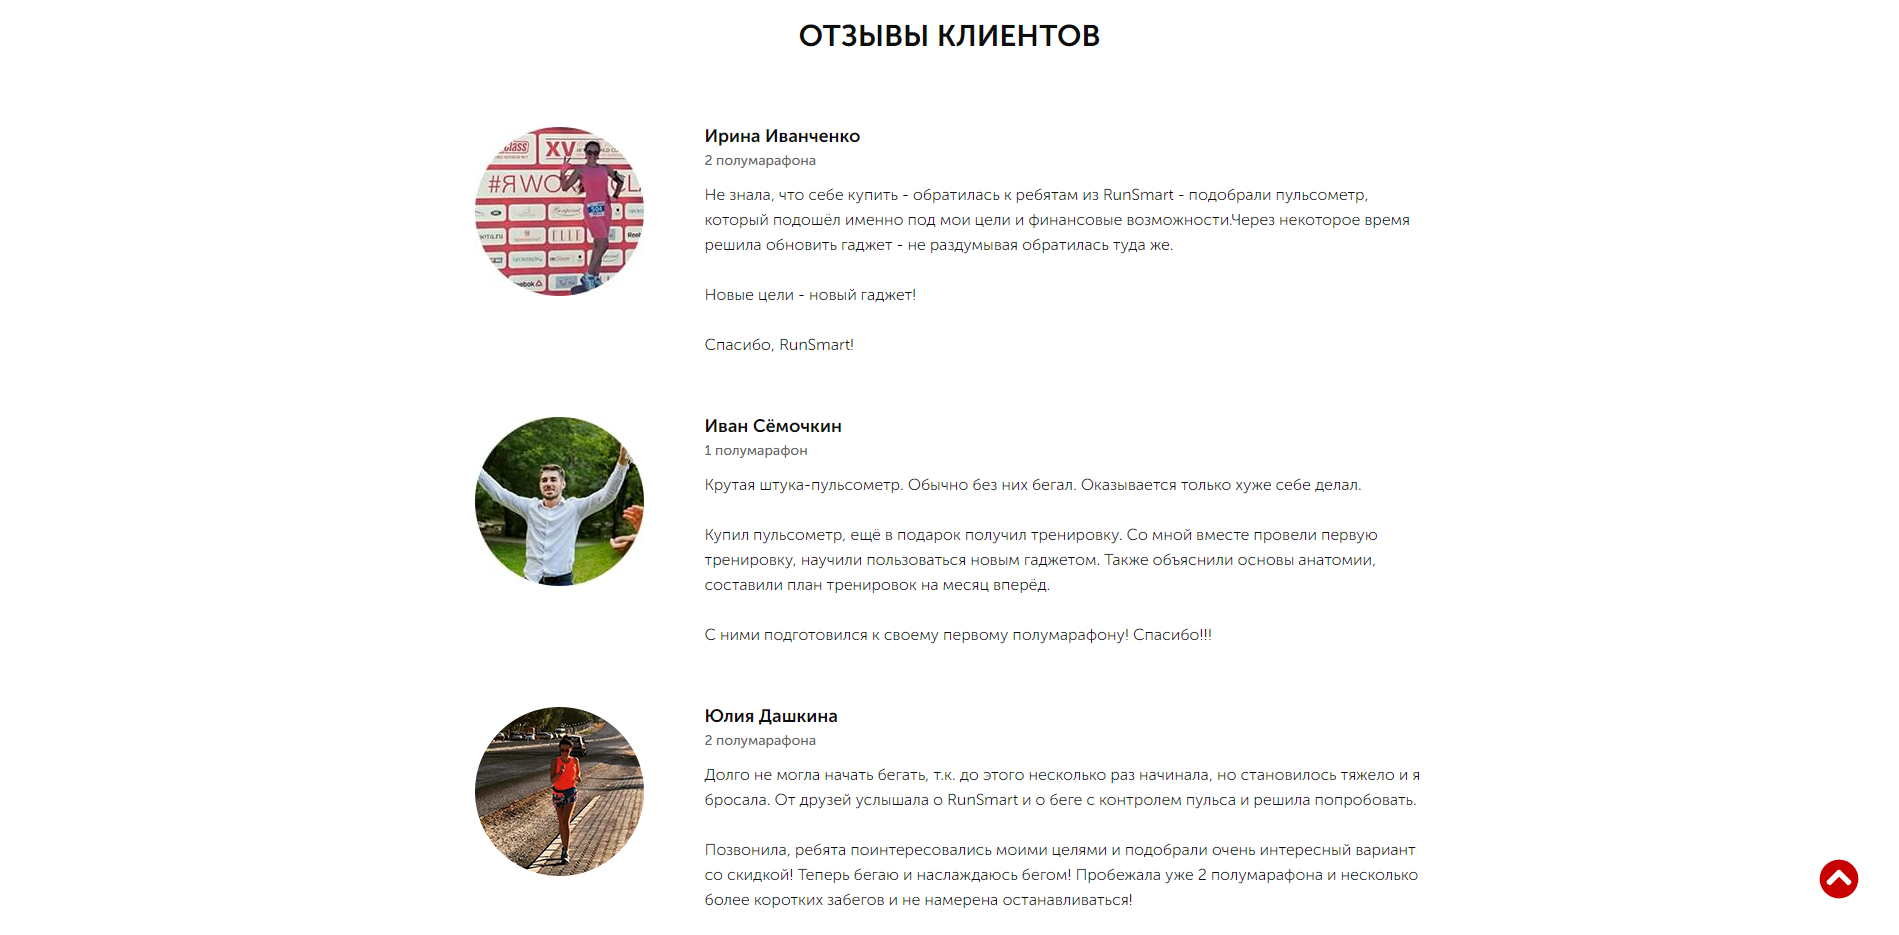 ОТЗЫВЫ КЛИЕНТОВ
class
XV
#ЯWO
ELLE
Ирина Иванченко
2 полумарафона
Не знала, что себе купить - обратилась к ребятам из RunSmart - подобрали пульсометр,
который подошёл именно под мои цели и финансовые возможности.Через некоторое время
решила обновить гаджет - не раздумывая обратилась туда же.
Новые цели - новый гаджет!
Спасибо, RunSmart!
Иван Сёмочкин
1 полумарафон
Крутая штука-пульсометр. Обычно без них бегал. Оказывается только хуже себе делал.
Купил пульсометр, ещё в подарок получил тренировку. Со мной вместе провели первую
тренировку, научили пользоваться новым гаджетом. Также объяснили основы анатомии,
составили план тренировок на месяц вперёд.
С ними подготовился к своему первому полумарафону! Спасибо!!!
Юлия Дашкина
2 полумарафона
Долго не могла начать бегать, т.к. до этого несколько раз начинала, но становилось тяжело и я
бросала. От друзей услышала о RunSmart и о беге с контролем пульса и решила попробовать.
Позвонила, ребята поинтересовались моими целями и подобрали очень интересный вариант
со скидкой! Теперь бегаю и наслаждаюсь бегом! Пробежала уже 2 полумарафона и несколько
более коротких забегов и не намерена останавливаться!